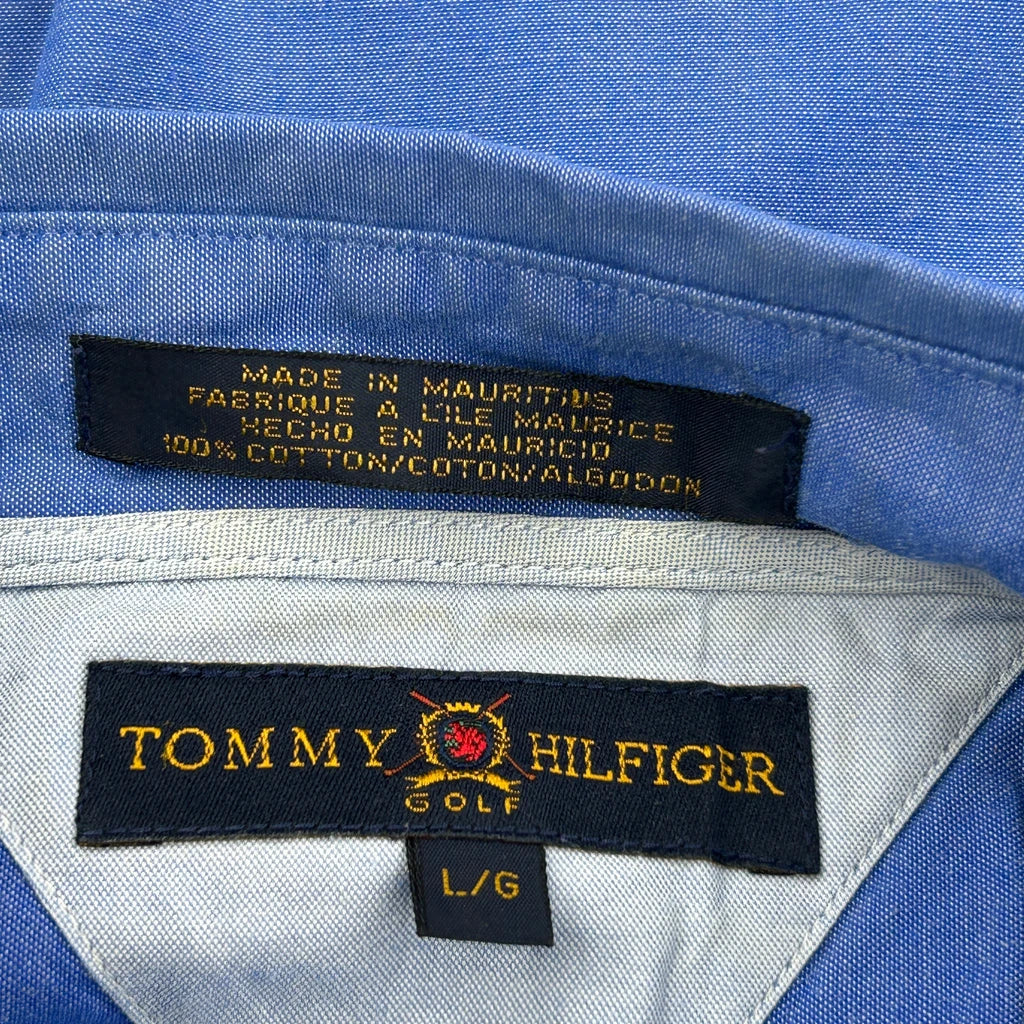 MADE IN MAURITIUS
FABRIQUE A L'ILE MAURICE
HECHO EN MAURICIO
100% COTTON/COTON/ALGODON
TOMMY HILFIGER
GOLF
L/G